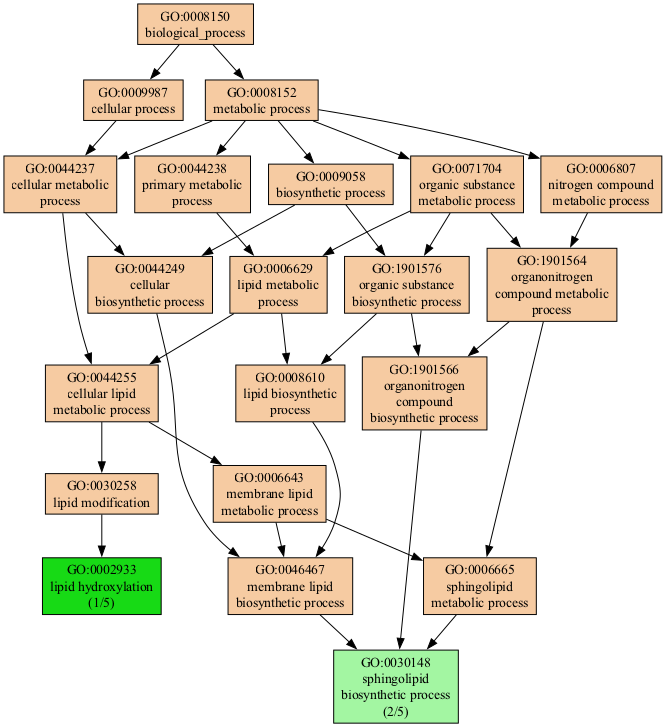 GO:0008150
biological_process
GO:0009987
cellular process
GO:0008152
metabolic process
GO:0044237
cellular metabolic
process
GO:0044238
primary metabolic
process
GO:0009058
biosynthetic process
GO:0071704
organic substance
metabolic process
GO:0006807
nitrogen compound
metabolic process
GO:0044249
cellular
biosynthetic process
GO:0006629
lipid metabolic
process
GO:1901576
organic substance
biosynthetic process
GO:1901564
organonitrogen
compound metabolic
process
GO:0044255
cellular lipid
metabolic process
GO:0008610
lipid biosynthetic
process
GO:1901566
organonitrogen
compound
biosynthetic process
GO:0030258
lipid modification
GO:0006643
membrane lipid
metabolic process
GO:0002933
lipid hydroxylation
(1/5)
GO:0046467
membrane lipid
biosynthetic process
GO:0006665
sphingolipid
metabolic process
GO:0030148
sphingolipid
biosynthetic process
(2/5)